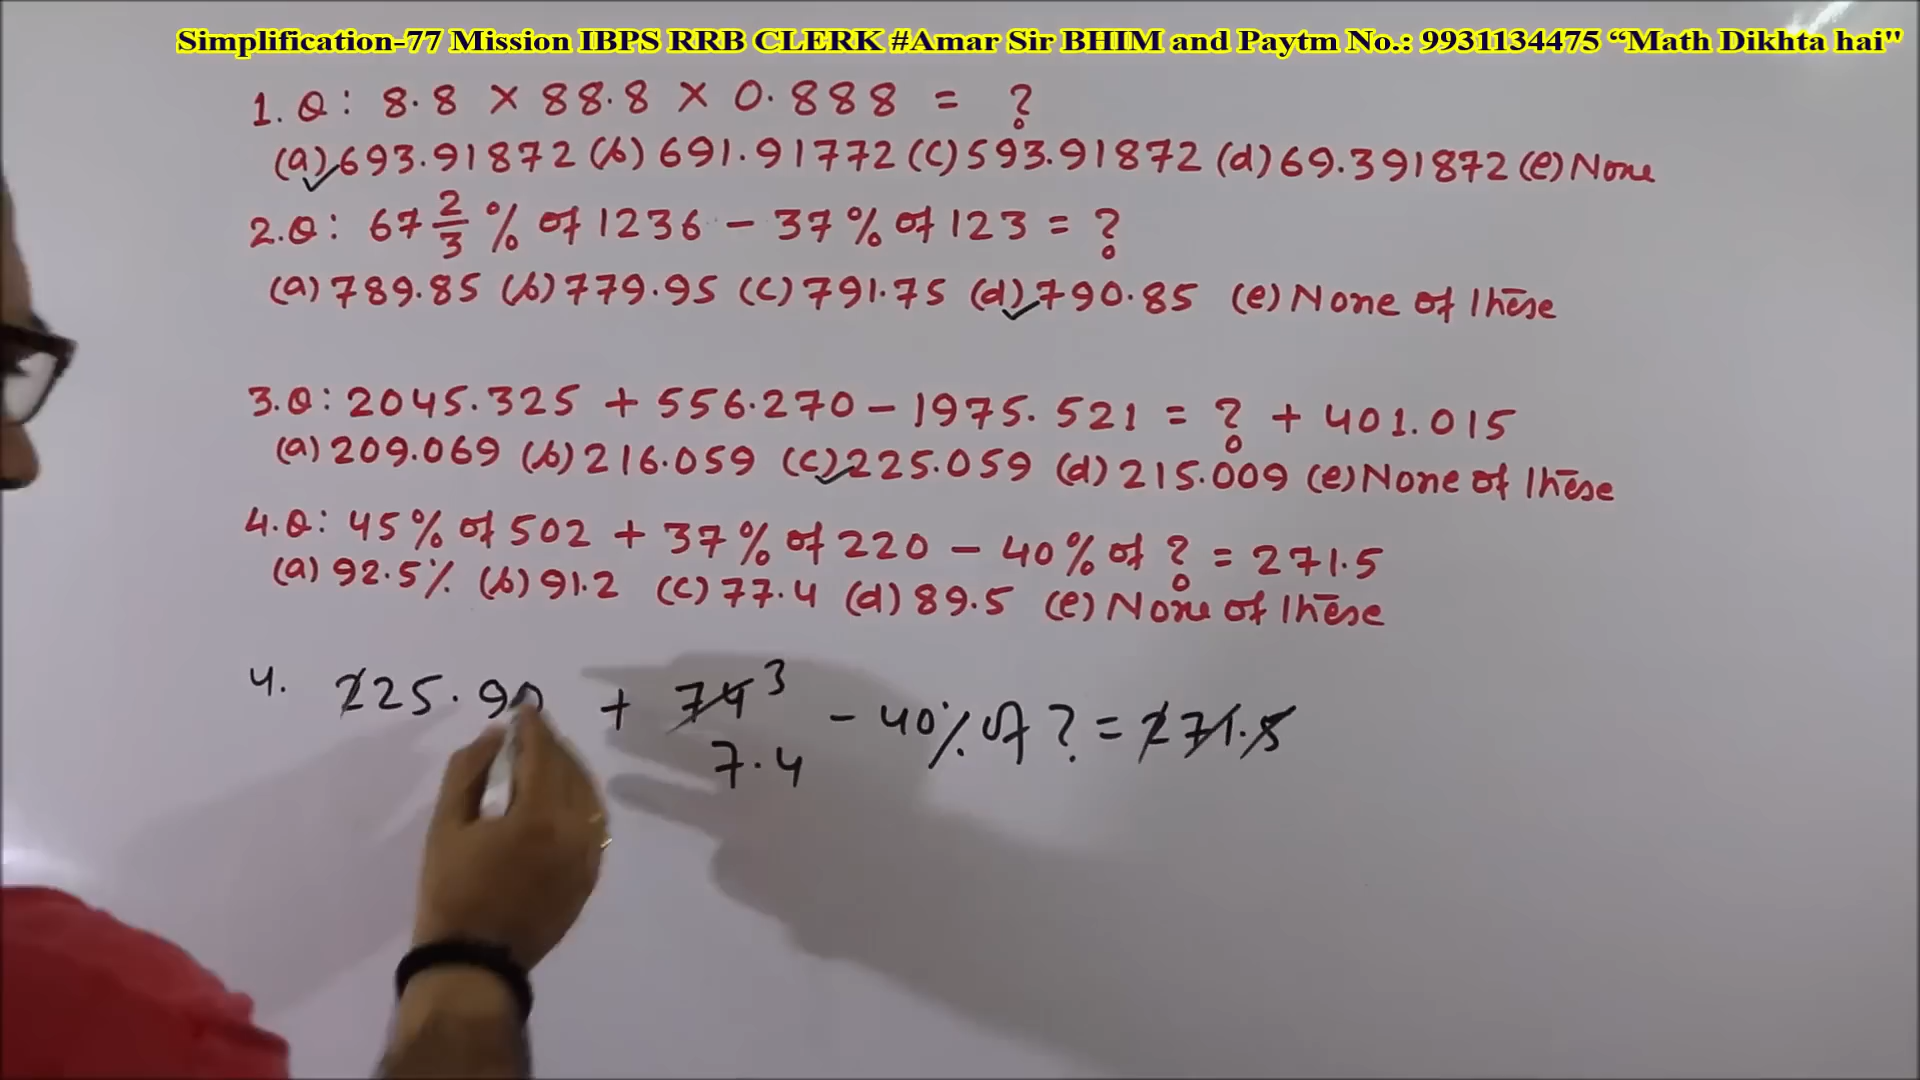 Simplification-77 Mission IBPS RRB CLERK #Amar Sir BHIM and Paytm No.: 9931134475 “Math Dikhta hai"
1. Q: 8.8 × 88.8 × 0.888 = ?
(a) 693.91872 (b) 691.91772 (c) 593.91872 (d) 69.391872 (e) None
2. Q: 67 2/3 % of 1236 - 37% of 123 = ?
(a) 789.85 (b) 779.95 (c) 791.75 (d) 790.85 (e) None of these
3. Q: 2045.325 + 556.270 - 1975.521 = ? + 401.015
(a) 209.069 (b) 216.059 (c) 225.059 (d) 215.009 (e) None of these
4. Q: 45% of 502 + 37% of 220 - 40% of ? = 271.5
(a) 92.5% (b) 91.2 (c) 77.4 (d) 89.5 (e) None of these
4. 225.90 + 74 3 - 40% of ? = 271.5
7.4